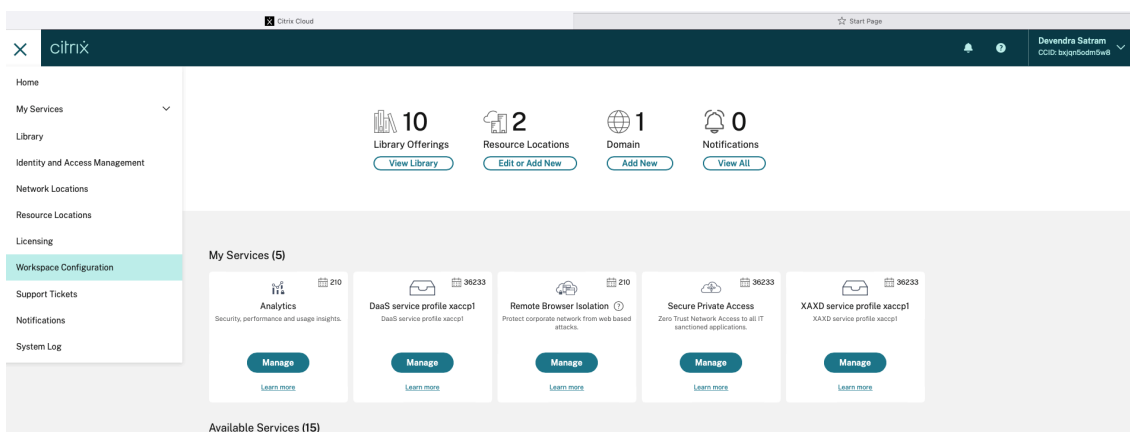 Citrix Cloud
Start Page
citrix
Devendra Satram
CCID: bxjqn5odm5w8
Home
My Services
Library
Identity and Access Management
Network Locations
Resource Locations
Licensing
Workspace Configuration
Support Tickets
Notifications
System Log
10
Library Offerings
View Library
2
Resource Locations
Edit or Add New
1
Domain
Add New
0
Notifications
View All
My Services (5)
210
Analytics
Security, performance and usage insights.
Manage
Learn more
36233
DaaS service profile xaccp1
DaaS service profile xaccp1
Manage
Learn more
210
Remote Browser Isolation ?
Protect corporate network from web based
attacks.
Manage
Learn more
36233
Secure Private Access
Zero Trust Network Access to all IT
sanctioned applications.
Manage
Learn more
36233
XAXD service profile xaccp1
XAXD service profile xaccp1
Manage
Learn more
Available Services (15)